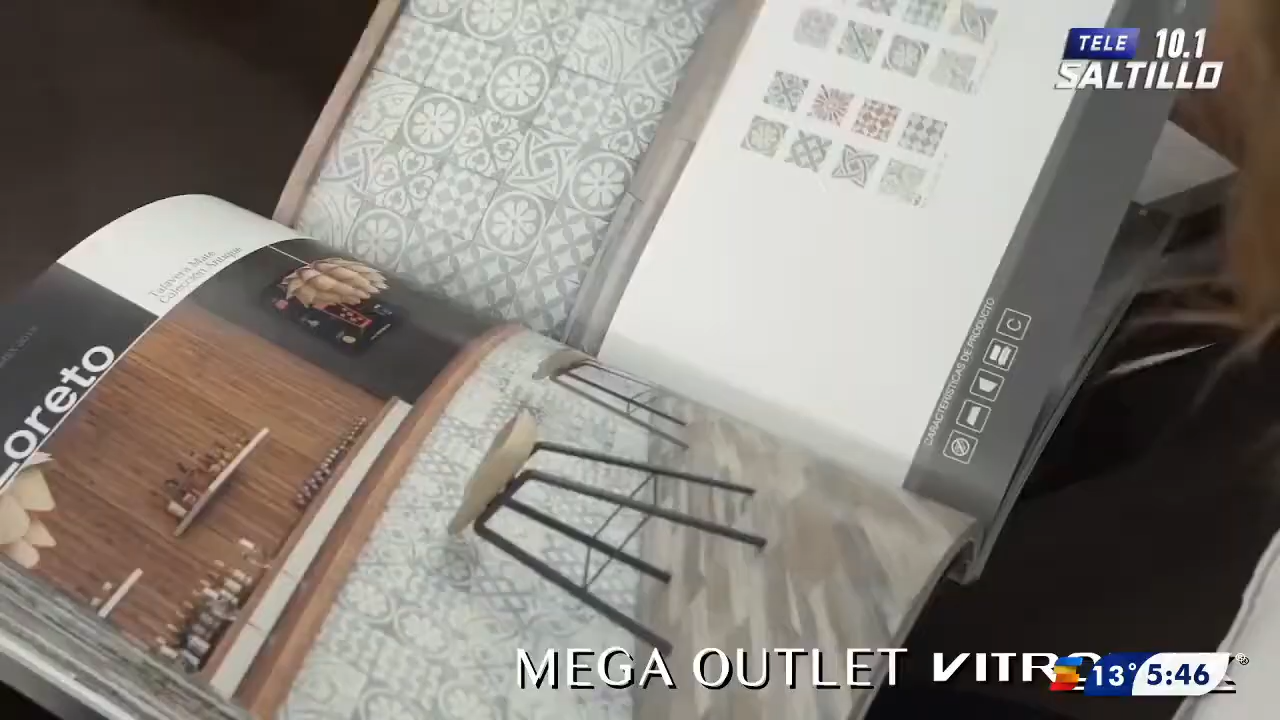 TELE 10.1
SALTILLO
Talavera Mate
Colección Antique
Loreto
CARACTERÍSTICAS DE PRODUCTO
C
MEGA OUTLET
13° 5:46